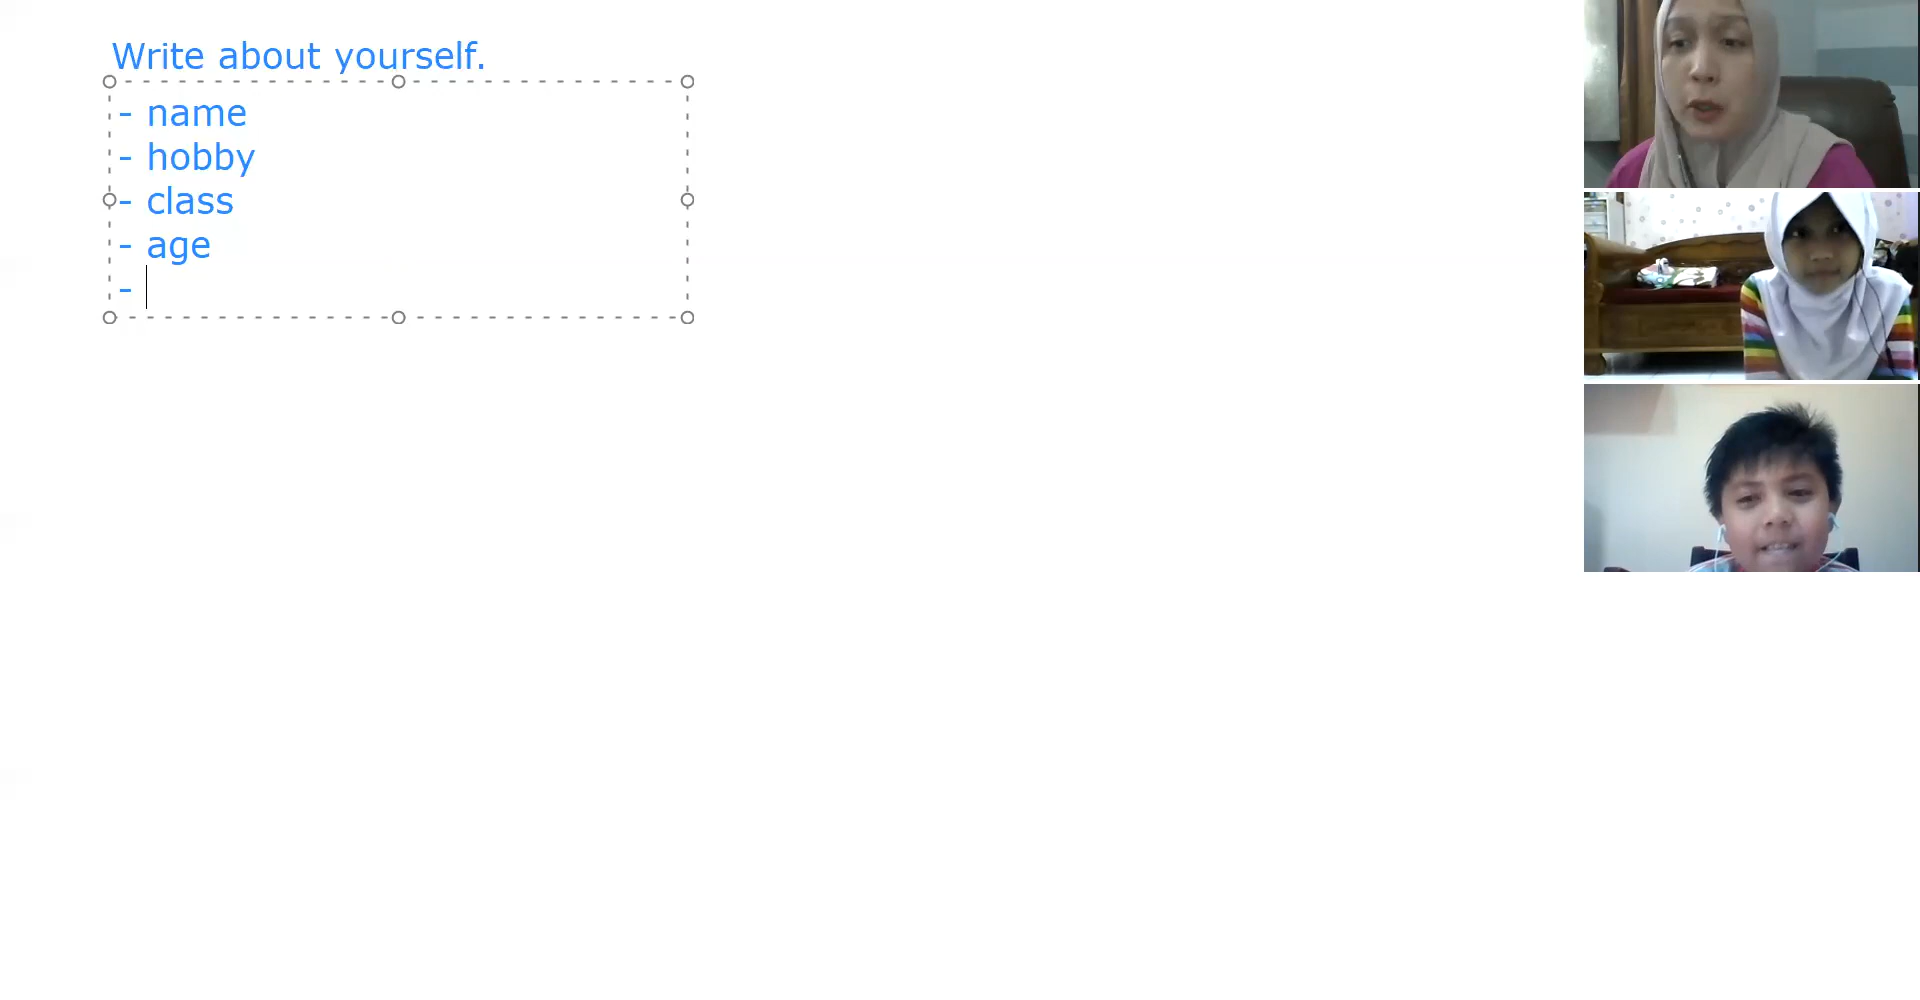 Write about yourself.
- name
- hobby
- class
- age
-